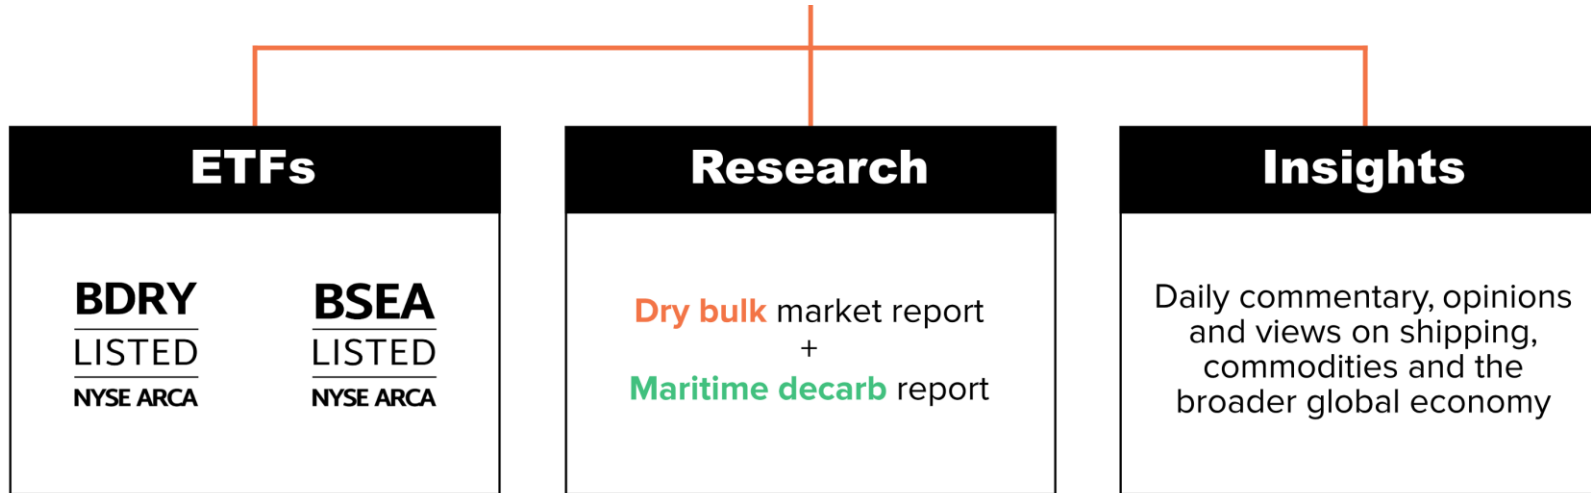 ETFs
BDRY
LISTED
NYSE ARCA
BSEA
LISTED
NYSE ARCA
Research
Dry bulk market report
+
Maritime decarb report
Insights
Daily commentary, opinions
and views on shipping,
commodities and the
broader global economy